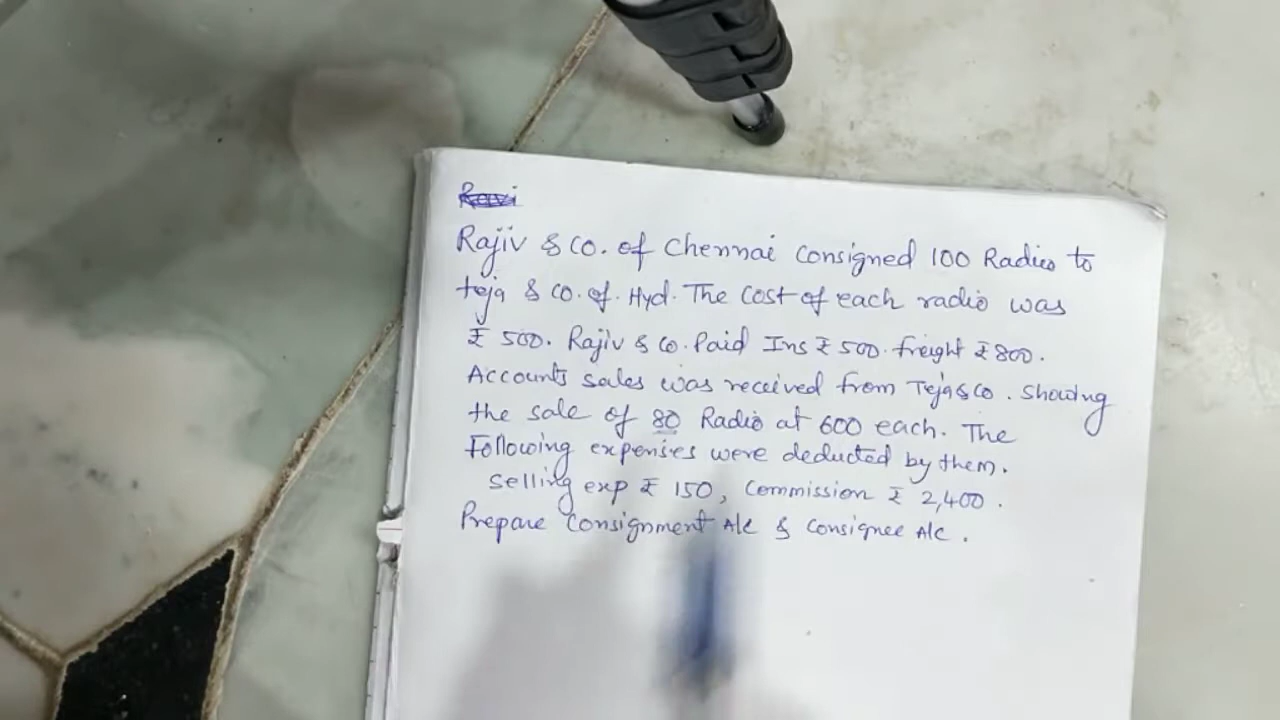 Rajiv & Co. of Chennai Consigned 100 Radios to
teja & Co. of. Hyd. The Cost of each radio was
₹ 500. Rajiv & Co. Paid Ins ₹ 500. freight ₹ 800.
Accounts sales was received from Teja & Co. Showing
the sale of 80 Radio at 600 each. The
Following expenses were deducted by them.
Selling exp ₹ 150, Commission ₹ 2,400.
Prepare Consignment A/c & Consignee A/c.